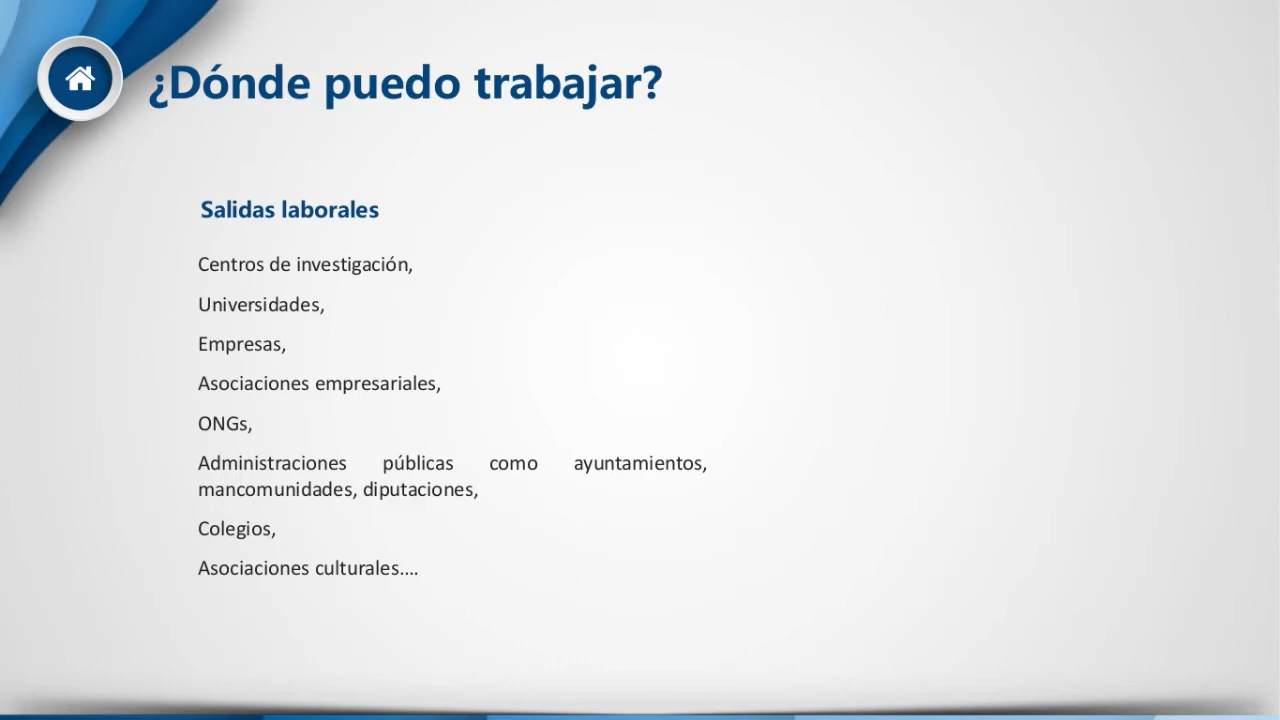 ¿Dónde puedo trabajar?
Salidas laborales
Centros de investigación,
Universidades,
Empresas,
Asociaciones empresariales,
ONGs,
Administraciones públicas como ayuntamientos,
mancomunidades, diputaciones,
Colegios,
Asociaciones culturales….